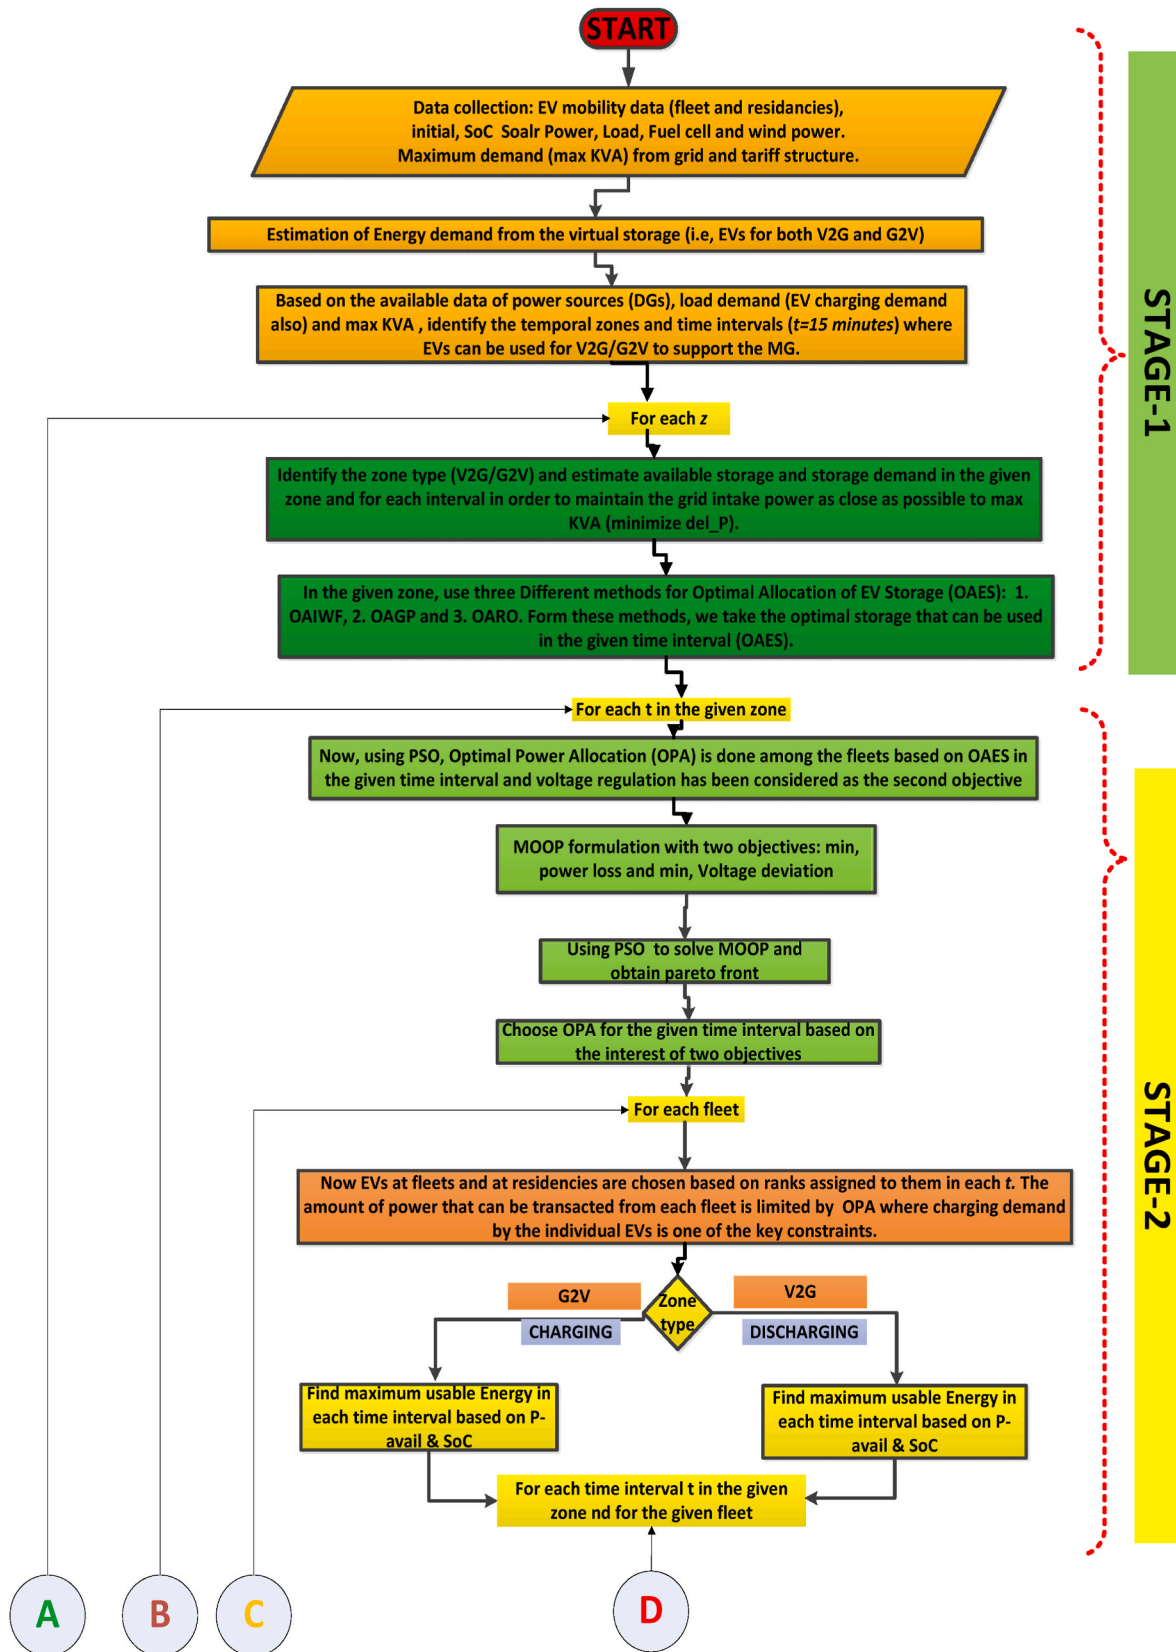 START
Data collection: EV mobility data (fleet and residancies),
initial, SoC Soalr Power, Load, Fuel cell and wind power.
Maximum demand (max KVA) from grid and tariff structure.
Estimation of Energy demand from the virtual storage (i.e, EVs for both V2G and G2V)
Based on the available data of power sources (DGs), load demand (EV charging demand
also) and max KVA , identify the temporal zones and time intervals (t=15 minutes) where
EVs can be used for V2G/G2V to support the MG.
For each z
Identify the zone type (V2G/G2V) and estimate available storage and storage demand in the given
zone and for each interval in order to maintain the grid intake power as close as possible to max
KVA (minimize del_P).
In the given zone, use three Different methods for Optimal Allocation of EV Storage (OAES): 1.
OAIWF, 2. OAGP and 3. OARO. Form these methods, we take the optimal storage that can be used
in the given time interval (OAES).
STAGE-1
For each t in the given zone
Now, using PSO, Optimal Power Allocation (OPA) is done among the fleets based on OAES in
the given time interval and voltage regulation has been considered as the second objective
MOOP formulation with two objectives: min,
power loss and min, Voltage deviation
Using PSO to solve MOOP and
obtain pareto front
Choose OPA for the given time interval based on
the interest of two objectives
For each fleet
Now EVs at fleets and at residencies are chosen based on ranks assigned to them in each t. The
amount of power that can be transacted from each fleet is limited by OPA where charging demand
by the individual EVs is one of the key constraints.
G2V
CHARGING
Zone
type
V2G
DISCHARGING
Find maximum usable Energy in
each time interval based on P-
avail & SoC
Find maximum usable Energy in
each time interval based on P-
avail & SoC
For each time interval t in the given
zone nd for the given fleet
STAGE-2
A
B
C
D